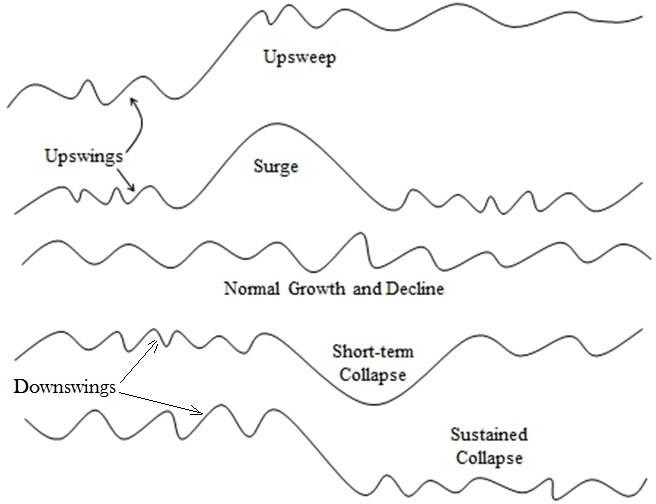 Upsweep
Upswings
Surge
Normal Growth and Decline
Short-term
Collapse
Downswings
Sustained
Collapse